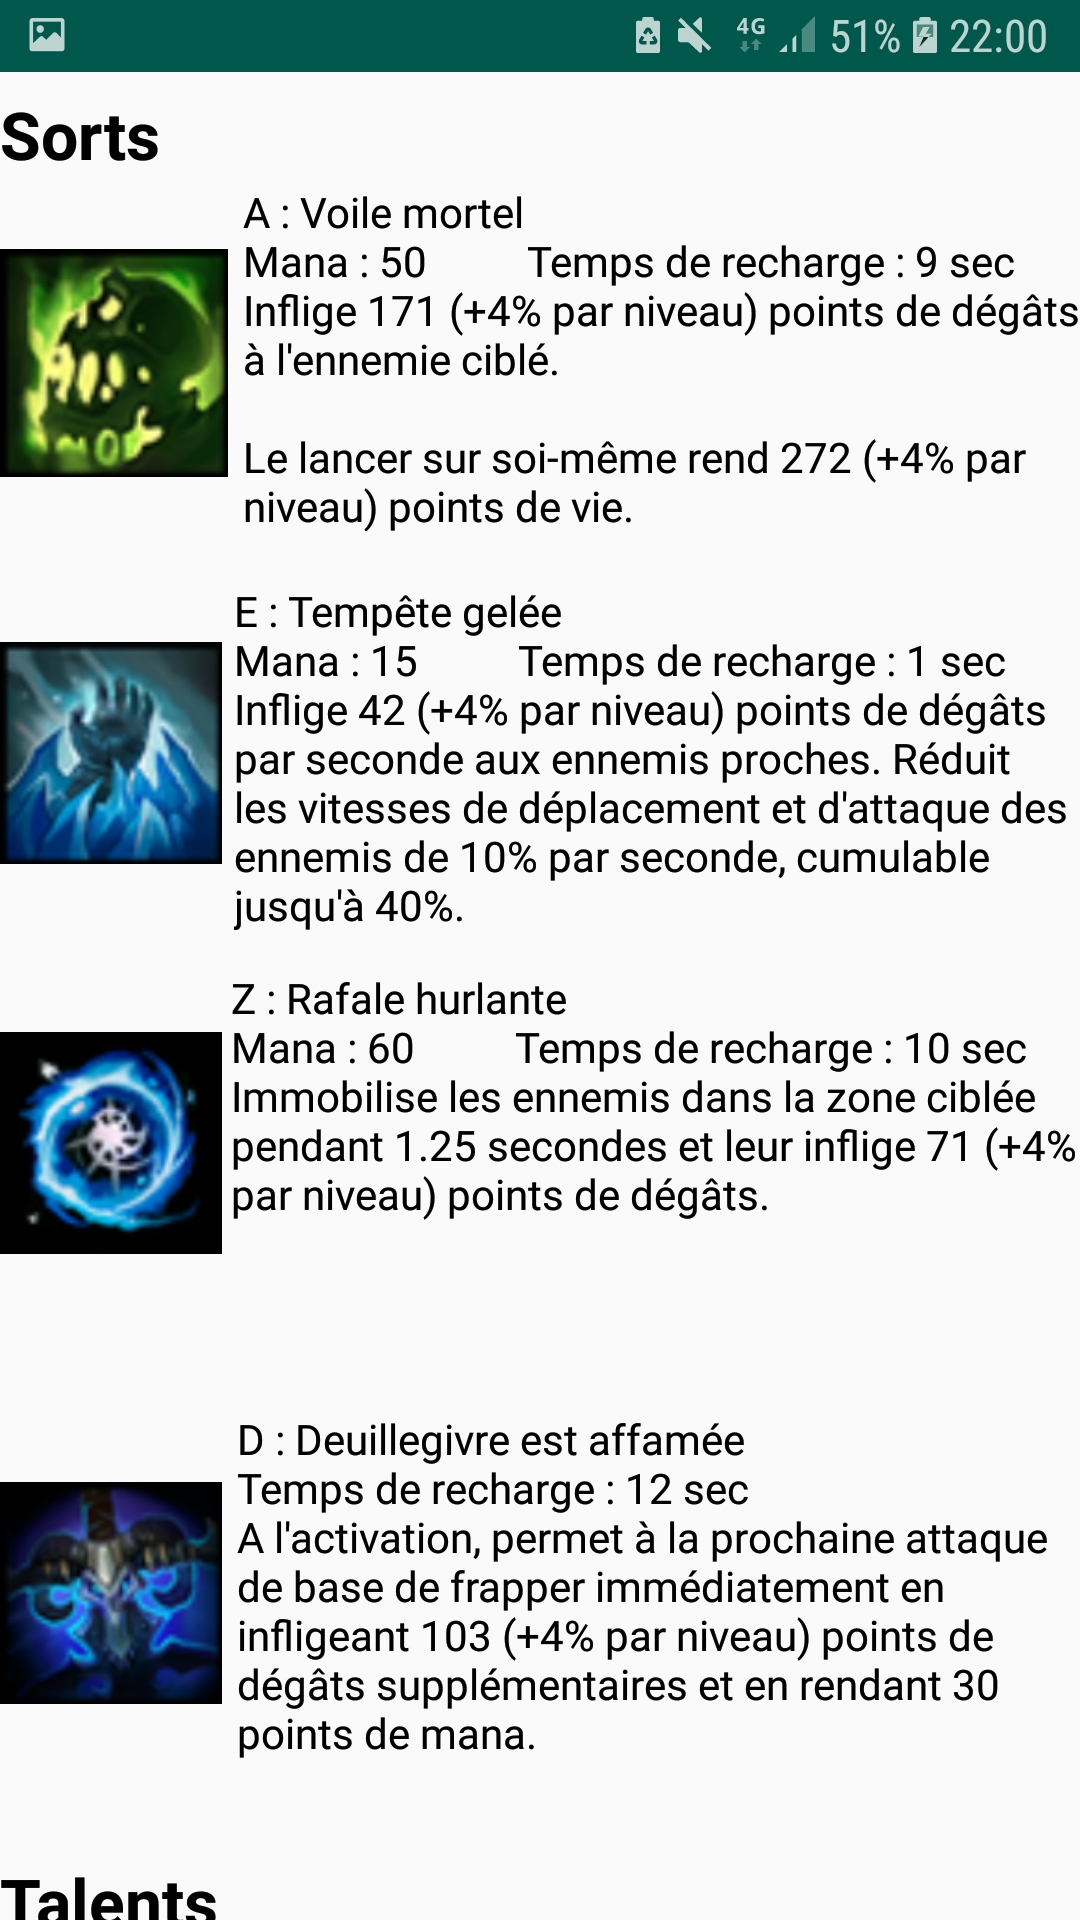 4G 51% 22:00
Sorts
A : Voile mortel
Mana : 50 Temps de recharge : 9 sec
Inflige 171 (+4% par niveau) points de dégâts
à l'ennemie ciblé.
Le lancer sur soi-même rend 272 (+4% par
niveau) points de vie.
E : Tempête gelée
Mana : 15 Temps de recharge : 1 sec
Inflige 42 (+4% par niveau) points de dégâts
par seconde aux ennemis proches. Réduit
les vitesses de déplacement et d'attaque des
ennemis de 10% par seconde, cumulable
jusqu'à 40%.
Z : Rafale hurlante
Mana : 60 Temps de recharge : 10 sec
Immobilise les ennemis dans la zone ciblée
pendant 1.25 secondes et leur inflige 71 (+4%
par niveau) points de dégâts.
D : Deuillegivre est affamée
Temps de recharge : 12 sec
A l'activation, permet à la prochaine attaque
de base de frapper immédiatement en
infligeant 103 (+4% par niveau) points de
dégâts supplémentaires et en rendant 30
points de mana.
Talents